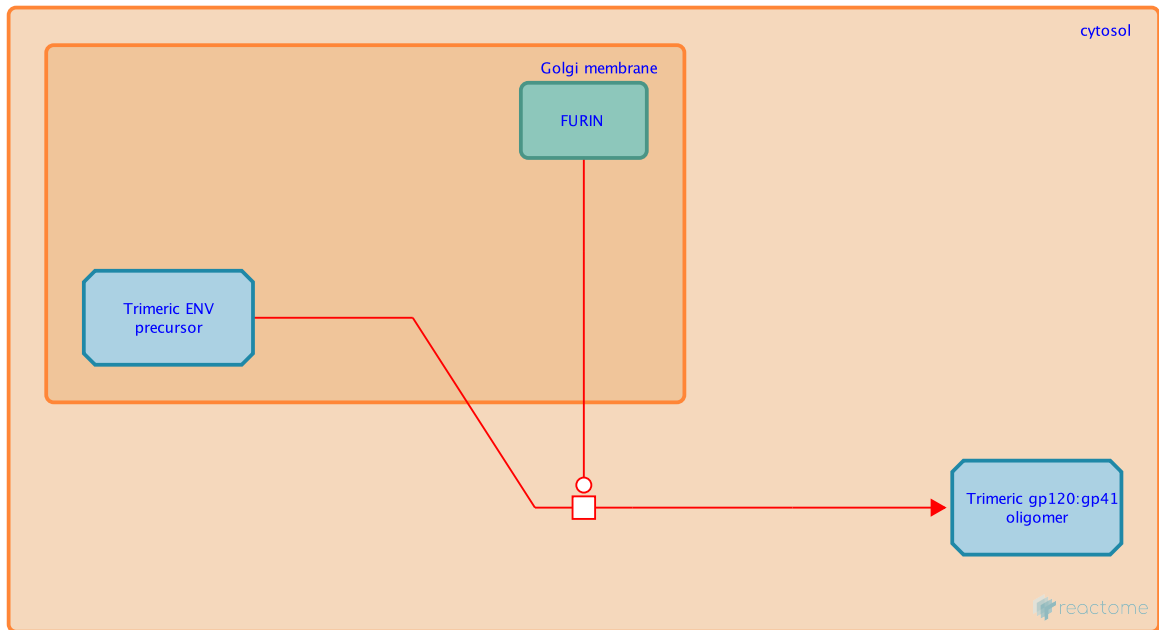 cytosol
Golgi membrane
FURIN
Trimeric ENV
precursor
Trimeric gp120:gp41
oligomer
reactome